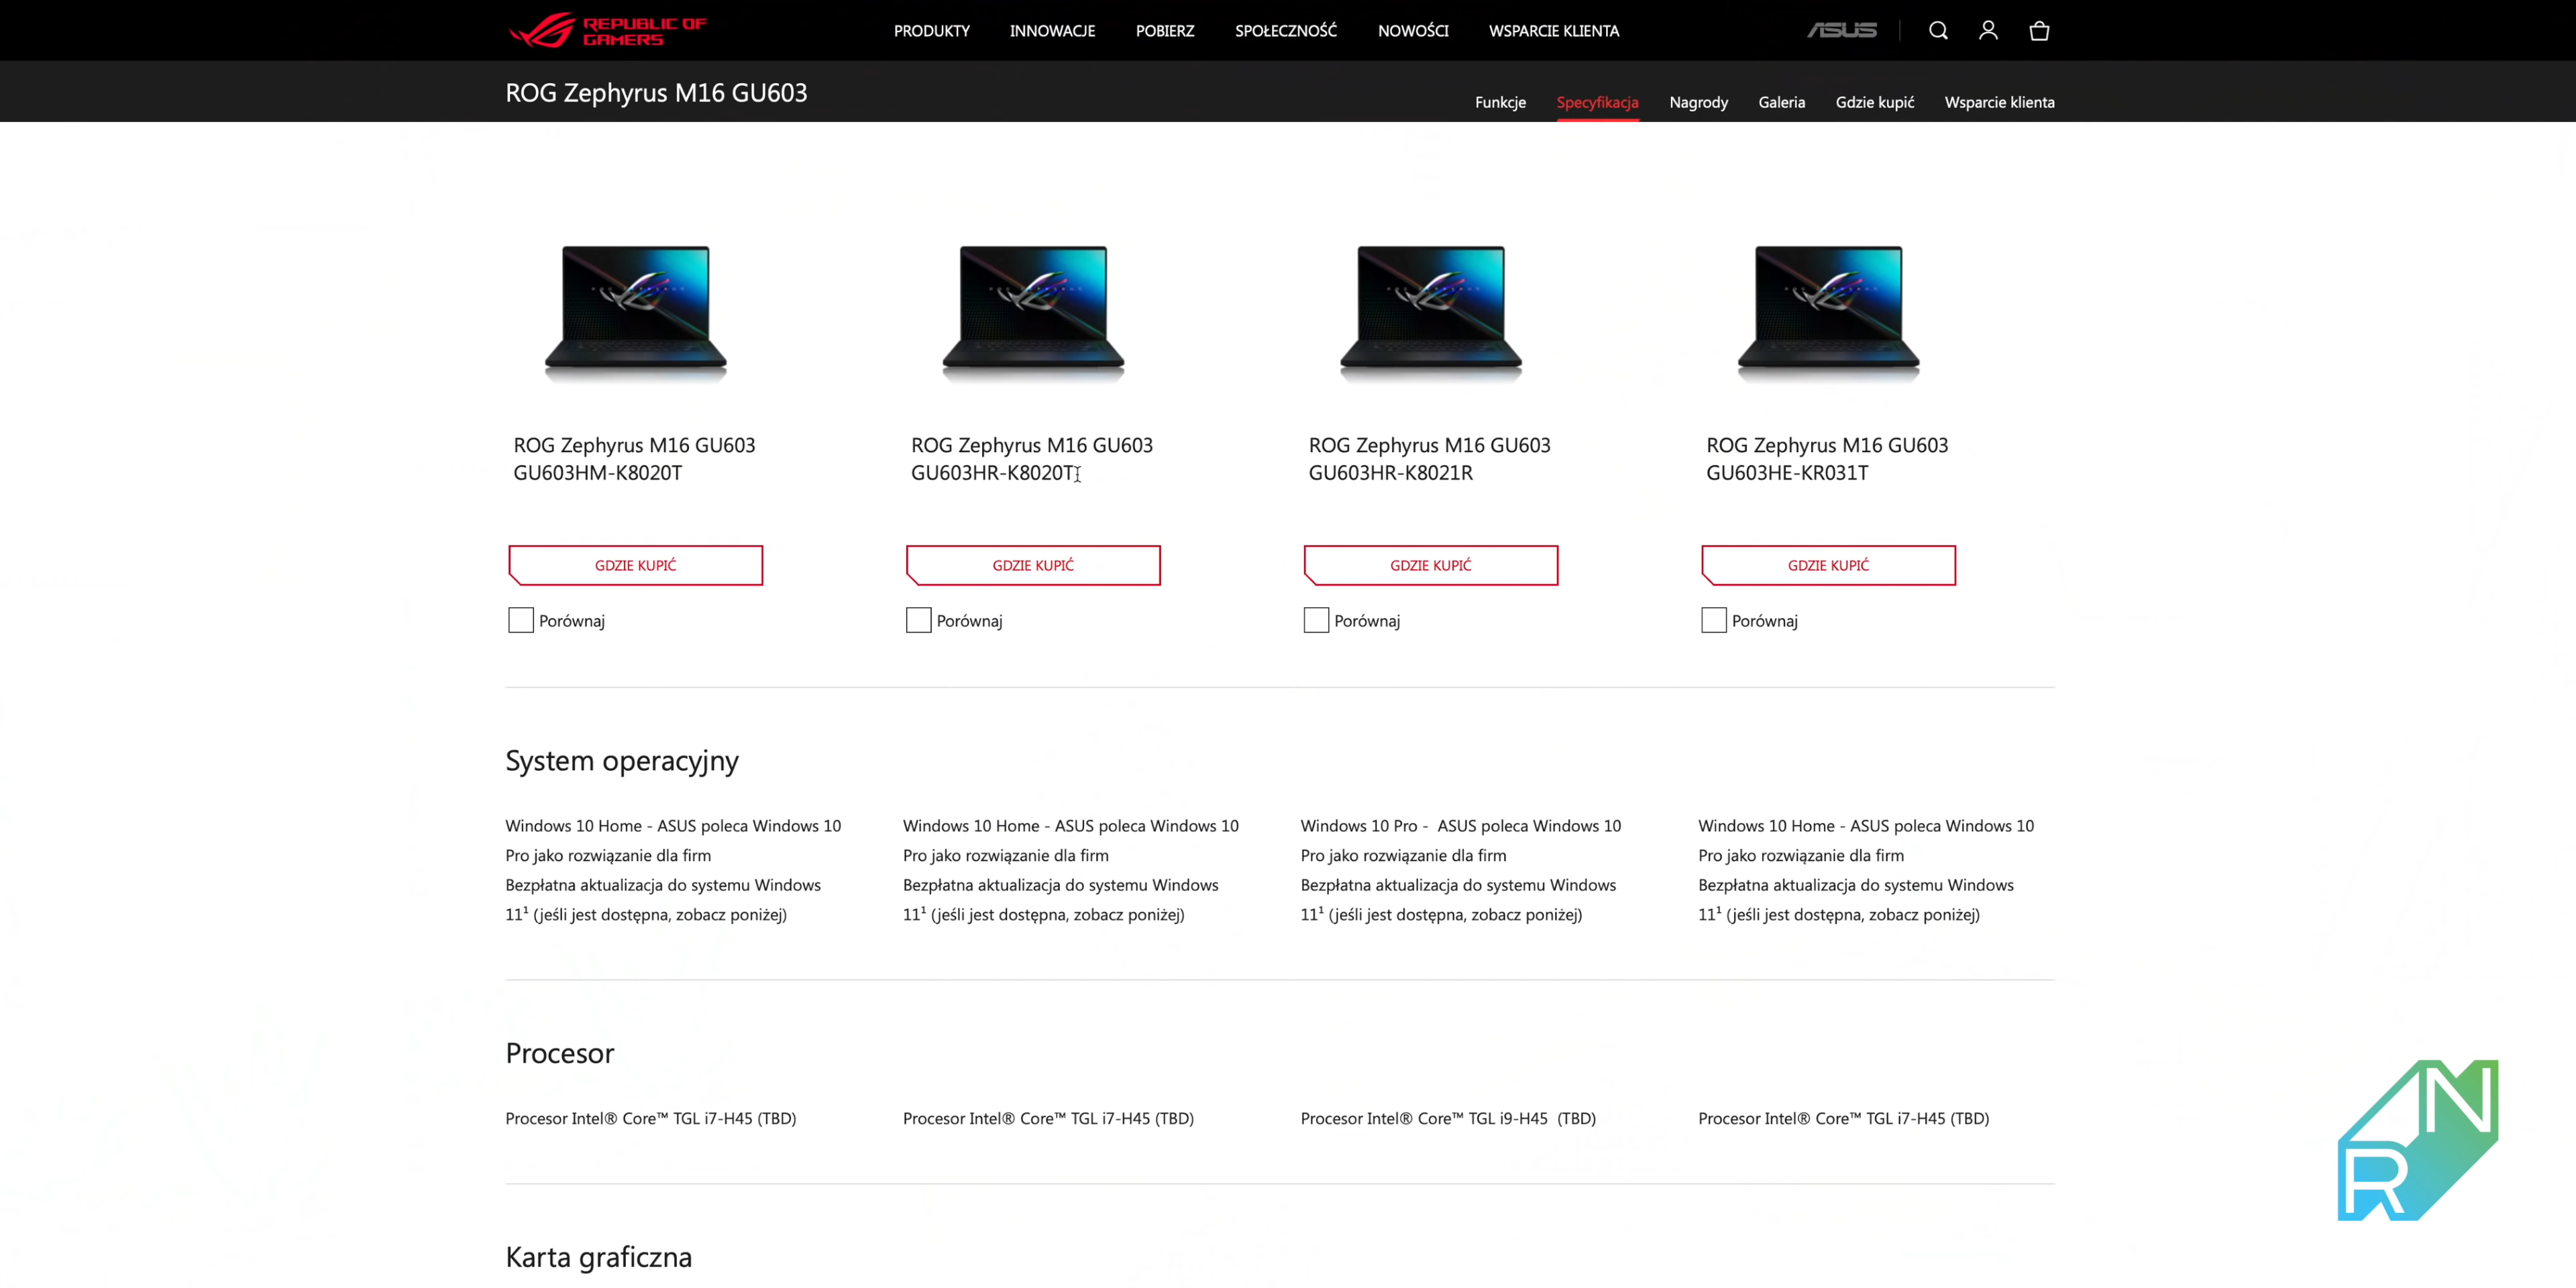 REPUBLIC OF
GAMERS
PRODUKTY INNOWACJE POBIERZ SPOŁECZNOŚĆ NOWOŚCI WSPARCIE KLIENTA
ASUS
ROG Zephyrus M16 GU603
Funkcje Specyfikacja Nagrody Galeria Gdzie kupić Wsparcie klienta
ROG Zephyrus M16 GU603
GU603HM-K8020T
ROG Zephyrus M16 GU603
GU603HR-K8020T
ROG Zephyrus M16 GU603
GU603HR-K8021R
ROG Zephyrus M16 GU603
GU603HE-KR031T
GDZIE KUPIĆ GDZIE KUPIĆ GDZIE KUPIĆ GDZIE KUPIĆ
Porównaj Porównaj Porównaj Porównaj
System operacyjny
Windows 10 Home - ASUS poleca Windows 10
Pro jako rozwiązanie dla firm
Bezpłatna aktualizacja do systemu Windows
11¹ (jeśli jest dostępna, zobacz poniżej)
Windows 10 Home - ASUS poleca Windows 10
Pro jako rozwiązanie dla firm
Bezpłatna aktualizacja do systemu Windows
11¹ (jeśli jest dostępna, zobacz poniżej)
Windows 10 Pro - ASUS poleca Windows 10
Pro jako rozwiązanie dla firm
Bezpłatna aktualizacja do systemu Windows
11¹ (jeśli jest dostępna, zobacz poniżej)
Windows 10 Home - ASUS poleca Windows 10
Pro jako rozwiązanie dla firm
Bezpłatna aktualizacja do systemu Windows
11¹ (jeśli jest dostępna, zobacz poniżej)
Procesor
Procesor Intel® Core™ TGL i7-H45 (TBD)
Procesor Intel® Core™ TGL i7-H45 (TBD)
Procesor Intel® Core™ TGL i9-H45 (TBD)
Procesor Intel® Core™ TGL i7-H45 (TBD)
Karta graficzna
N
R